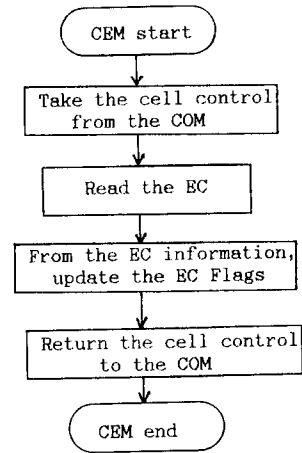 CEM start
Take the cell control
from the COM
Read the EC
From the EC information,
update the EC Flags
Return the cell control
to the COM
CEM end